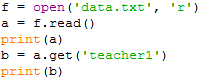 f = open('data.txt', 'r')
a = f.read()
print(a)
b = a.get('teacher1')
print(b)